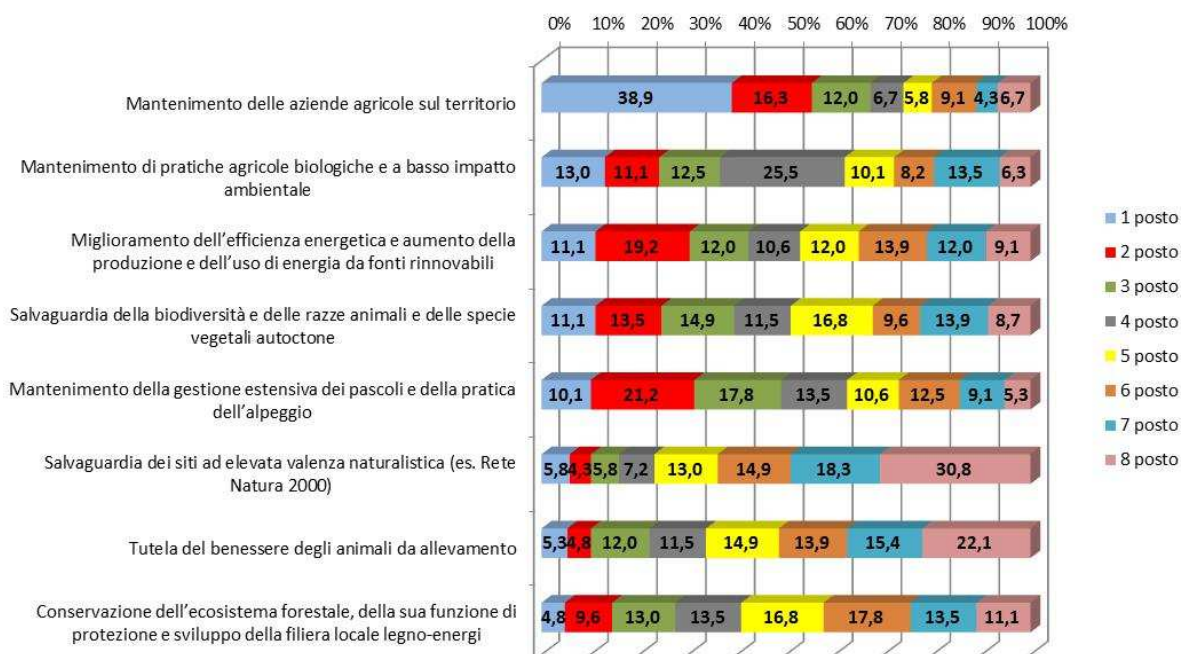 0% 10% 20% 30% 40% 50% 60% 70% 80% 90% 100%
Mantenimento delle aziende agricole sul territorio
38,9 16,3 12,0 6,7 5,8 9,1 4,3 6,7
Mantenimento di pratiche agricole biologiche e a basso impatto
ambientale
13,0 11,1 12,5 25,5 10,1 8,2 13,5 6,3
Miglioramento dell’efficienza energetica e aumento della
produzione e dell’uso di energia da fonti rinnovabili
11,1 19,2 12,0 10,6 12,0 13,9 12,0 9,1
Salvaguardia della biodiversità e delle razze animali e delle specie
vegetali autoctone
11,1 13,5 14,9 11,5 16,8 9,6 13,9 8,7
Mantenimento della gestione estensiva dei pascoli e della pratica
dell’alpeggio
10,1 21,2 17,8 13,5 10,6 12,5 9,1 5,3
Salvaguardia dei siti ad elevata valenza naturalistica (es. Rete
Natura 2000)
5,8 4,3 5,8 7,2 13,0 14,9 18,3 30,8
Tutela del benessere degli animali da allevamento
5,3 4,8 12,0 11,5 14,9 13,9 15,4 22,1
Conservazione dell’ecosistema forestale, della sua funzione di
protezione e sviluppo della filiera locale legno-energi
4,8 9,6 13,0 13,5 16,8 17,8 13,5 11,1
1 posto
2 posto
3 posto
4 posto
5 posto
6 posto
7 posto
8 posto